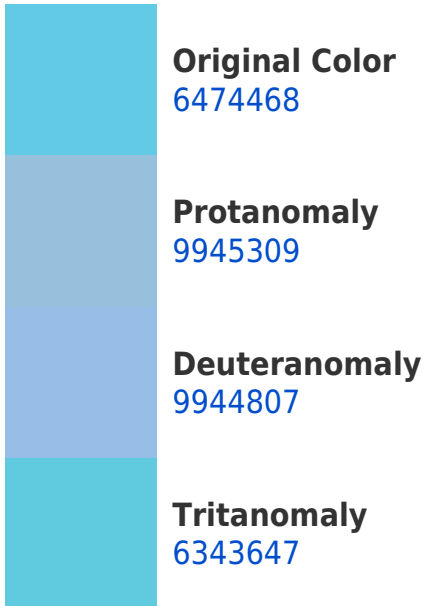 Original Color
6474468
Protanomaly
9945309
Deuteranomaly
9944807
Tritanomaly
6343647